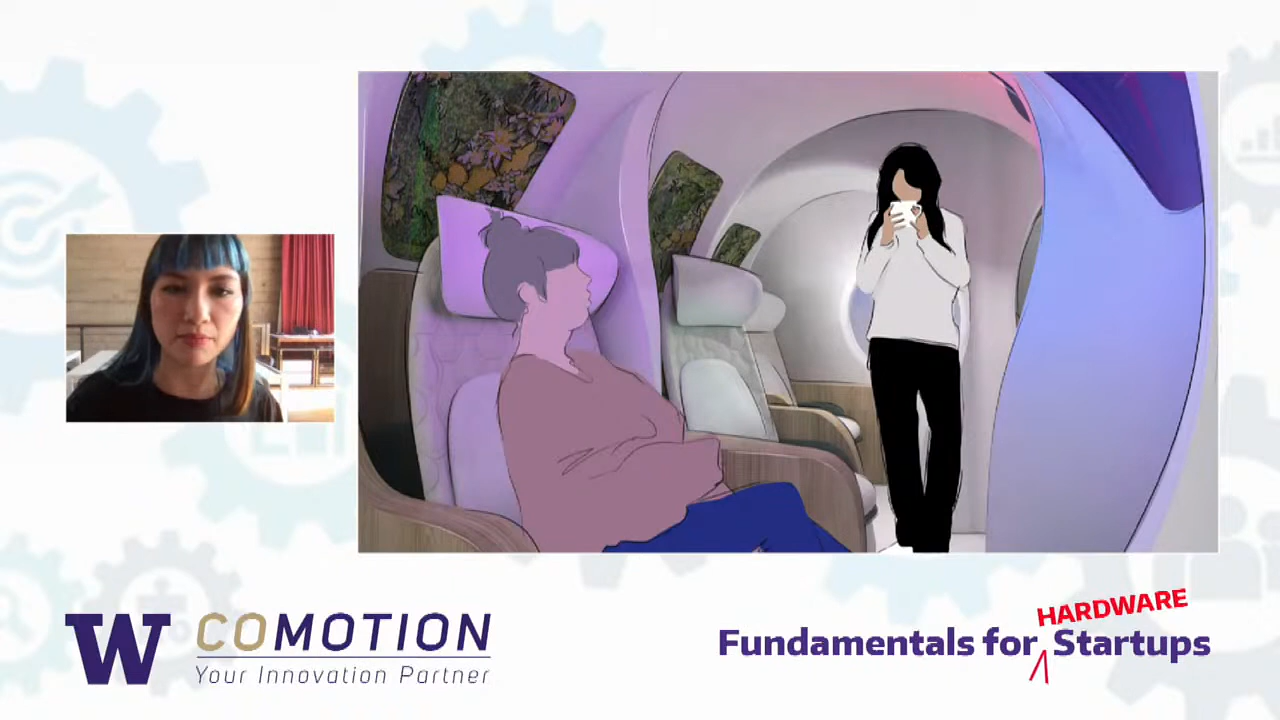 W COMOTION
Your Innovation Partner
HARDWARE
Fundamentals for Startups